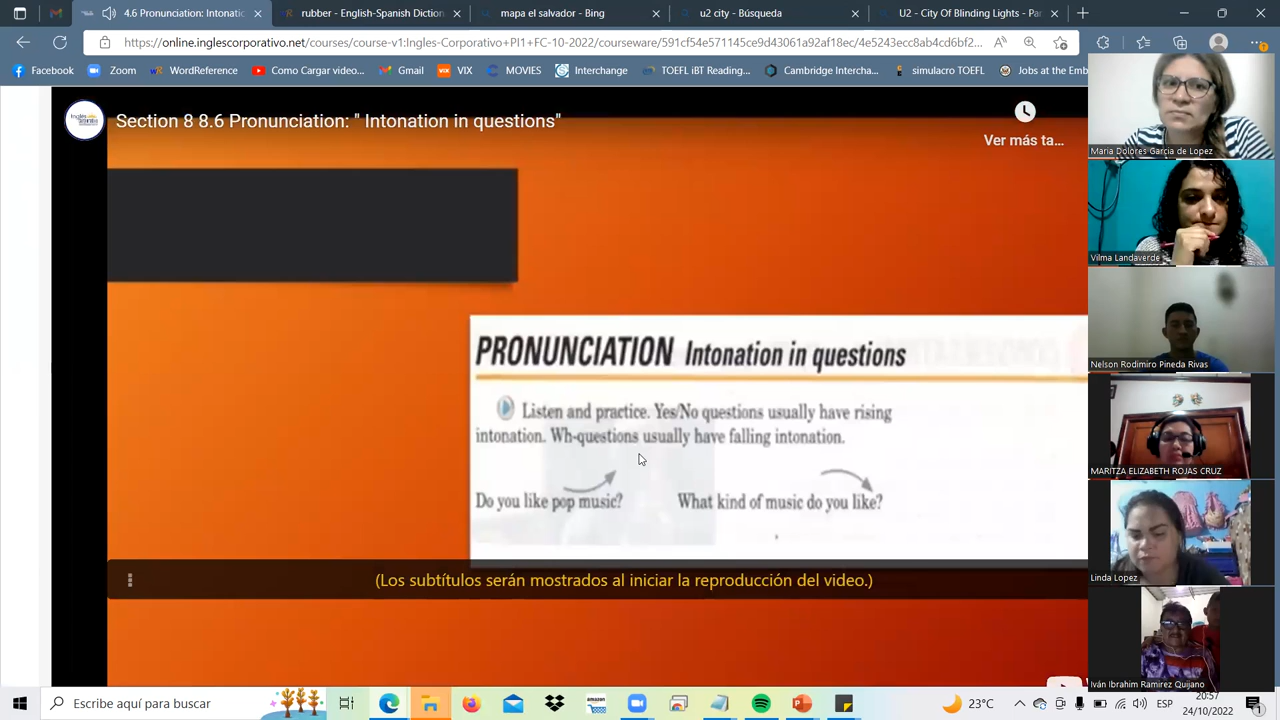 4.6 Pronunciation: "Intonatic
rubber - English-Spanish Diction
mapa el salvador - Bing
u2 city - Búsqueda
U2 - City Of Blinding Lights - Par
https://online.inglescorporativo.net/courses/course-v1:Ingles-Corporativo+PI1+FC-10-2022/courseware/591cf54e571145ce9d43061a92af18ec/4e5243ecc8ab4cd6bf2...
Facebook
Zoom
WordReference
Como Cargar video...
Gmail
VIX
MOVIES
Interchange
TOEFL iBT Reading...
Cambridge Intercha...
simulacro TOEFL
Jobs at the Emb
Section 8 8.6 Pronunciation: " Intonation in questions"
Ver más ta...
PRONUNCIATION Intonation in questions
Listen and practice. Yes/No questions usually have rising
intonation. Wh-questions usually have falling intonation.
Do you like pop music? What kind of music do you like?
(Los subtítulos serán mostrados al iniciar la reproducción del video.)
Maria Dolores Garcia de Lopez
Vilma Landaverde
Nelson Rodimiro Pineda Rivas
MARITZA ELIZABETH ROJAS CRUZ
Linda Lopez
Iván Ibrahim Ramirez Quijano
Escribe aquí para buscar
23°C
ESP
20:57
24/10/2022